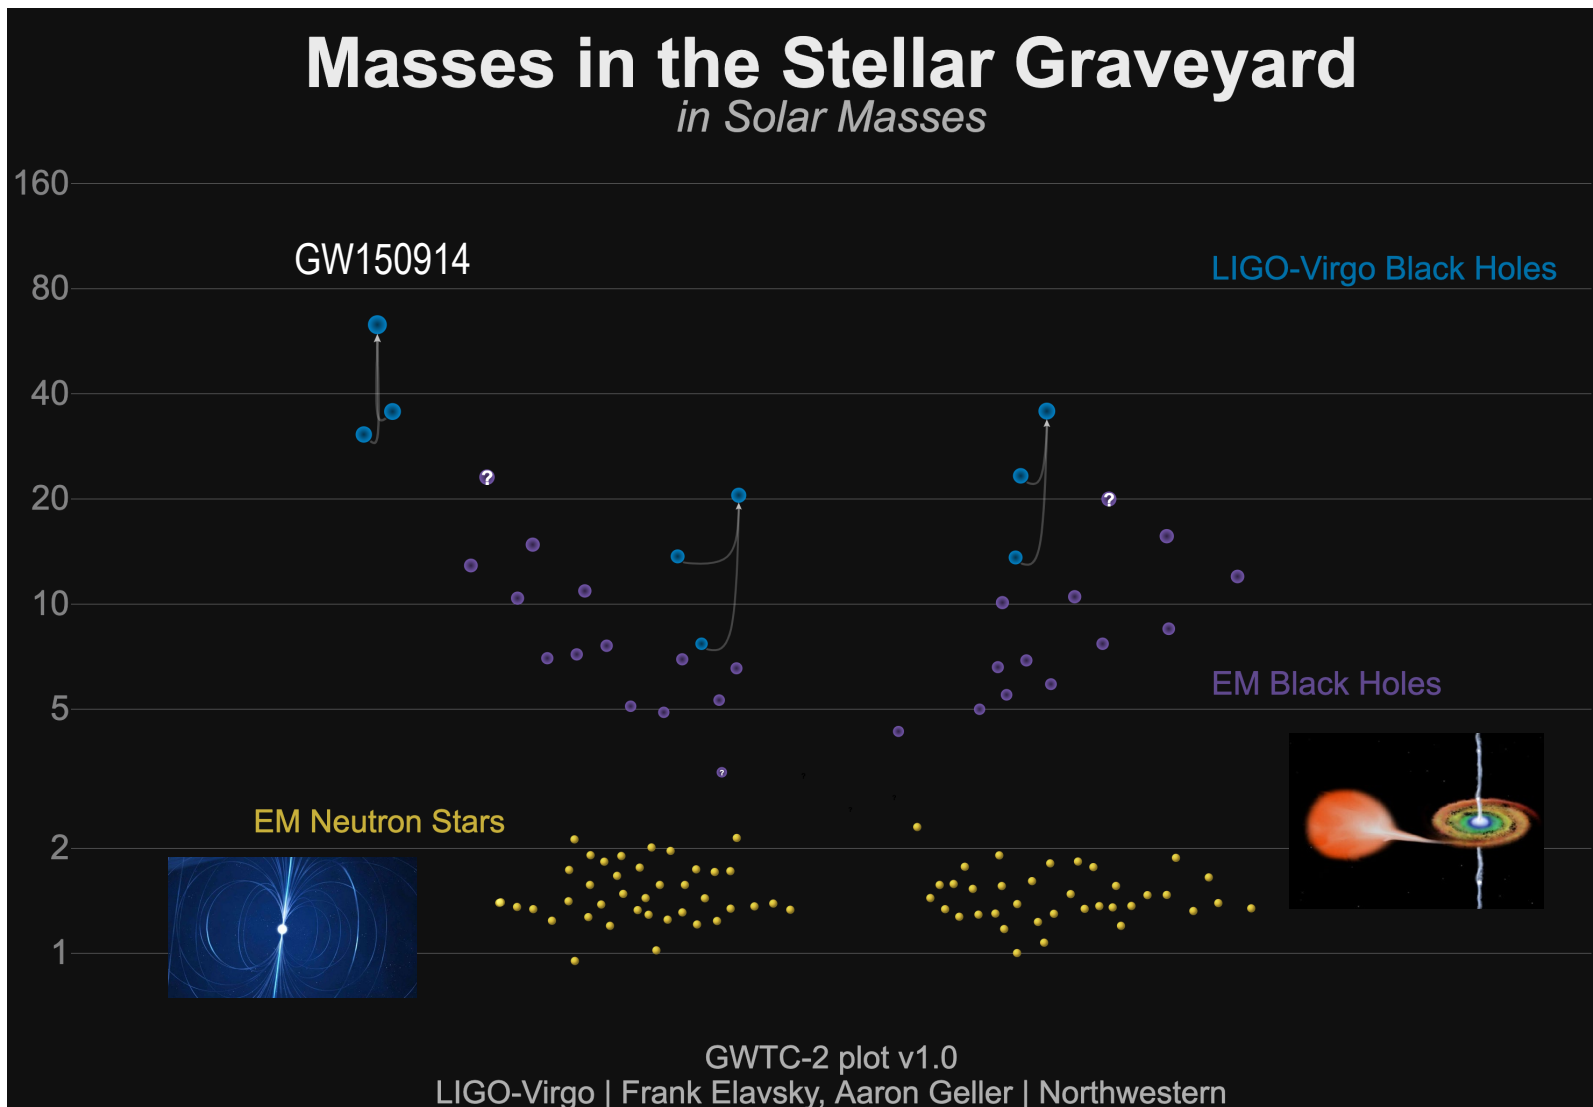 Masses in the Stellar Graveyard
in Solar Masses
160
GW150914
LIGO-Virgo Black Holes
80
40
?
20
?
10
EM Black Holes
5
?
EM Neutron Stars
2
1
GWTC-2 plot v1.0
LIGO-Virgo | Frank Elavsky, Aaron Geller | Northwestern